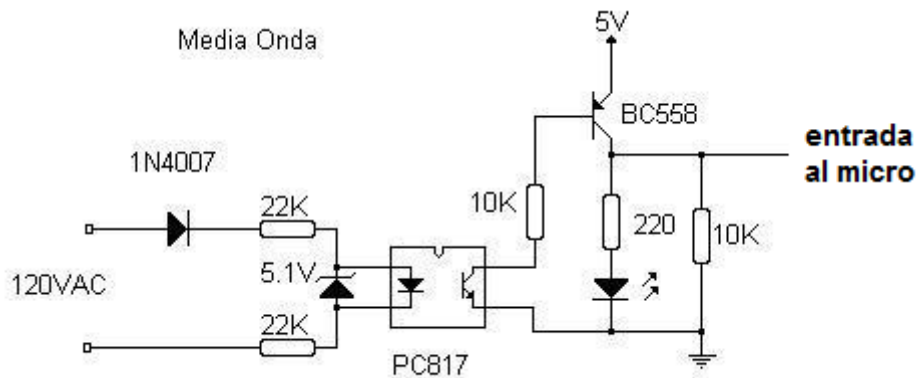 5V
Media Onda
BC558
entrada
al micro
1N4007
22K
10K
220
10K
5.1V
120VAC
22K
PC817